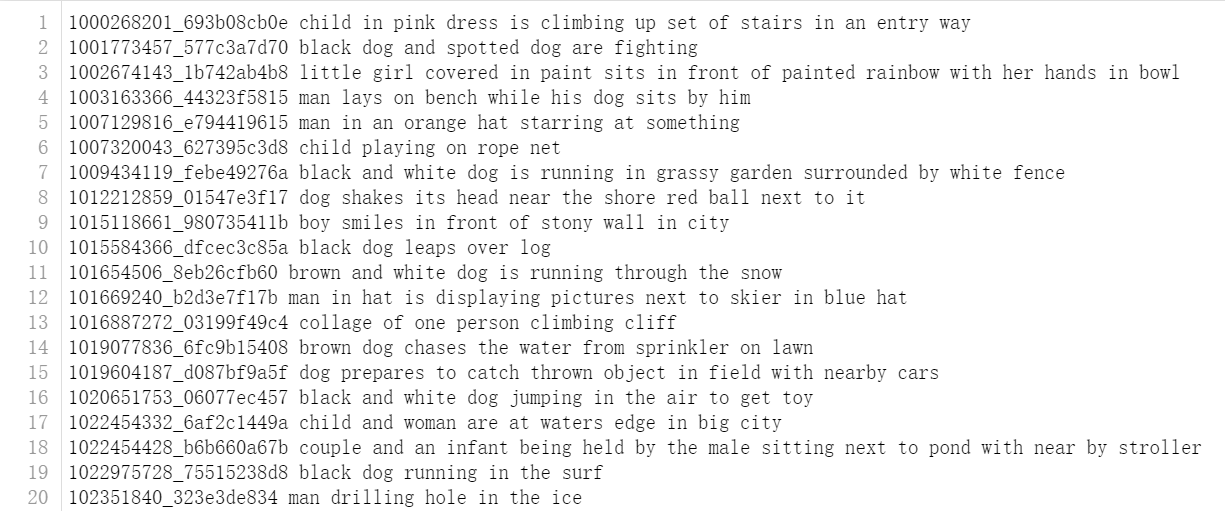 1 1000268201_693b08cb0e child in pink dress is climbing up set of stairs in an entry way
2 1001773457_577c3a7d70 black dog and spotted dog are fighting
3 1002674143_1b742ab4b8 little girl covered in paint sits in front of painted rainbow with her hands in bowl
4 1003163366_44323f5815 man lays on bench while his dog sits by him
5 1007129816_e794419615 man in an orange hat starring at something
6 1007320043_627395c3d8 child playing on rope net
7 1009434119_febe49276a black and white dog is running in grassy garden surrounded by white fence
8 1012212859_01547e3f17 dog shakes its head near the shore red ball next to it
9 1015118661_980735411b boy smiles in front of stony wall in city
10 1015584366_dfcec3c85a black dog leaps over log
11 101654506_8eb26cfb60 brown and white dog is running through the snow
12 101669240_b2d3e7f17b man in hat is displaying pictures next to skier in blue hat
13 1016887272_03199f49c4 collage of one person climbing cliff
14 1019077836_6fc9b15408 brown dog chases the water from sprinkler on lawn
15 1019604187_d087bf9a5f dog prepares to catch thrown object in field with nearby cars
16 1020651753_06077ec457 black and white dog jumping in the air to get toy
17 1022454332_6af2c1449a child and woman are at waters edge in big city
18 1022454428_b6b660a67b couple and an infant being held by the male sitting next to pond with near by stroller
19 1022975728_75515238d8 black dog running in the surf
20 102351840_323e3de834 man drilling hole in the ice